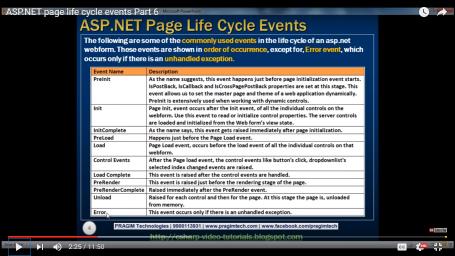 ASP.NET page life cycle events Part 6
ASP.NET Page Life Cycle Events
The following are some of the commonly used events in the life cycle of an asp.net
webform. These events are shown in order of occurrence, except for, Error event, which
occurs only if there is an unhandled exception.
Event Name Description
PreInit As the name suggests, this event happens just before page initialization event starts.
IsPostBack, IsCallback and IsCrossPagePostBack properties are set at this stage. This
event allows us to set the master page and theme of a web application dynamically.
PreInit is extensively used when working with dynamic controls.
Init Page Init, event occurs after the Init event, of all the individual controls on the
webform. Use this event to read or initialize control properties. The server controls
are loaded and initialized from the Web form's view state.
InitComplete As the name says, this event gets raised immediately after page initialization.
PreLoad Happens just before the Page Load event.
Load Page Load event, occurs before the load event of all individual controls on that
webform.
Control Events After the Page load event, the control events like button's click, dropdownlist's
selected index changed events are raised.
Load Complete This event is raised after the control events are handled.
PreRender This event is raised just before the rendering stage of the page.
PreRenderComplete Raised immediately after the PreRender event.
Unload Raised for each control and then for the page. At this stage the page is, unloaded
from memory.
Error This event occurs only if there is an unhandled exception.
4 PRAGIM Technologies | 9900113931 | www.pragimtech.com | www.facebook.com/pragimtech
http://csharp-video-tutorials.blogspot.com
2:25 / 11:50